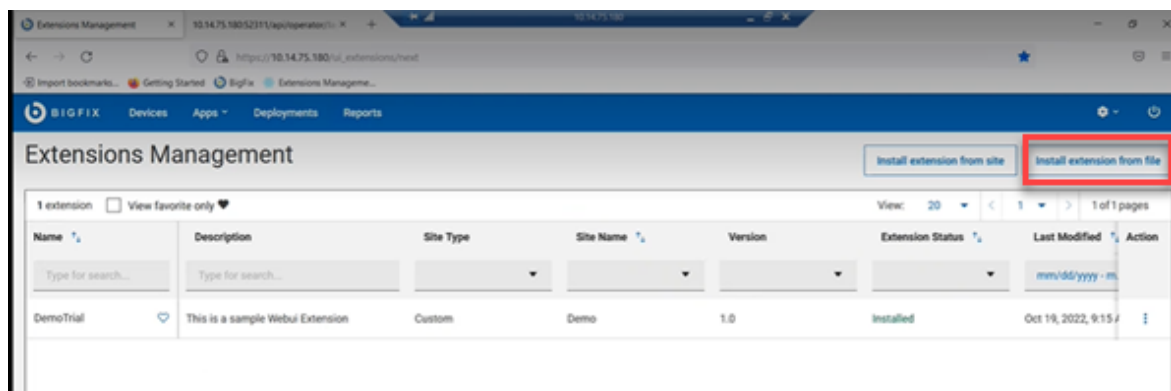 Extensions Management × 10.14.75.180:52311/api/operator/ × + 10.14.75.180
https://10.14.75.180/ui_extensions/next
Import bookmarks... Getting Started BigFix Extensions Manageme...
BIGFIX Devices Apps Deployments Reports
Extensions Management Install extension from site Install extension from file
1 extension View favorite only View: 20 < 1 > 1 of 1 pages
Name Description Site Type Site Name Version Extension Status Last Modified Action
Type for search... Type for search... mm/dd/yyyy - m
DemoTrial This is a sample Webui Extension Custom Demo 1.0 Installed Oct 19, 2022, 9:15